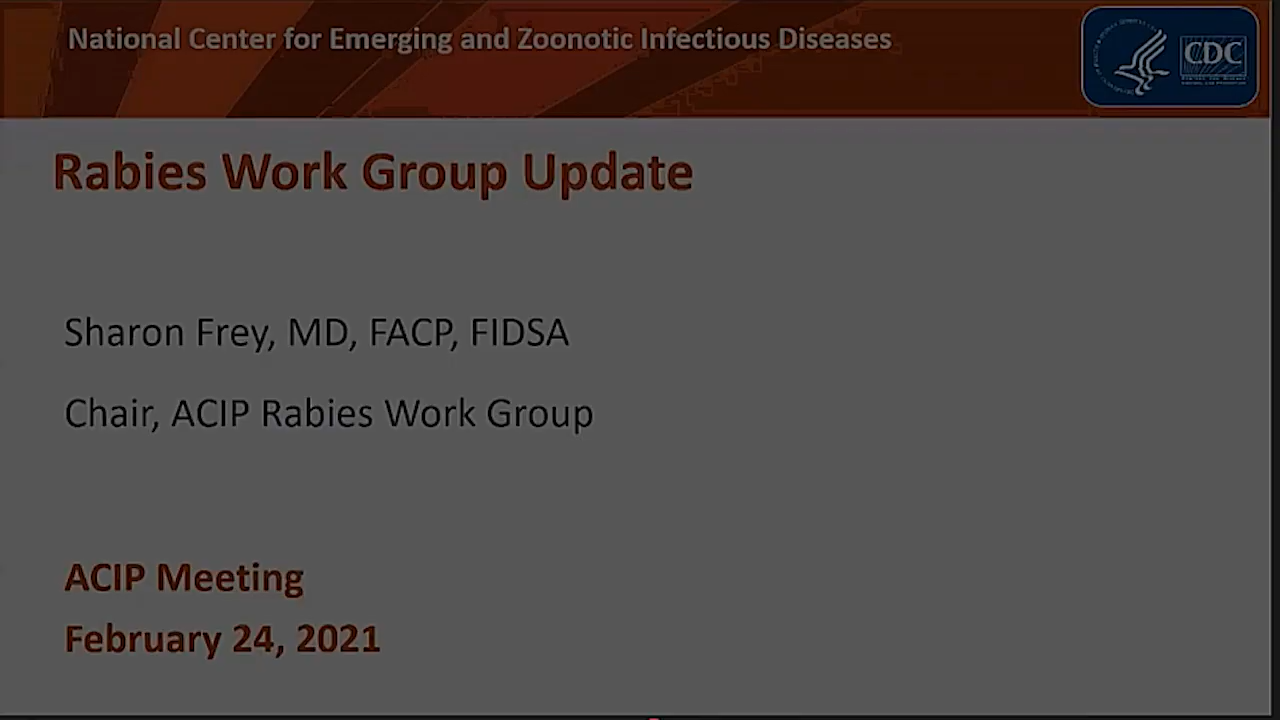 National Center for Emerging and Zoonotic Infectious Diseases
CDC
Rabies Work Group Update
Sharon Frey, MD, FACP, FIDSA
Chair, ACIP Rabies Work Group
ACIP Meeting
February 24, 2021